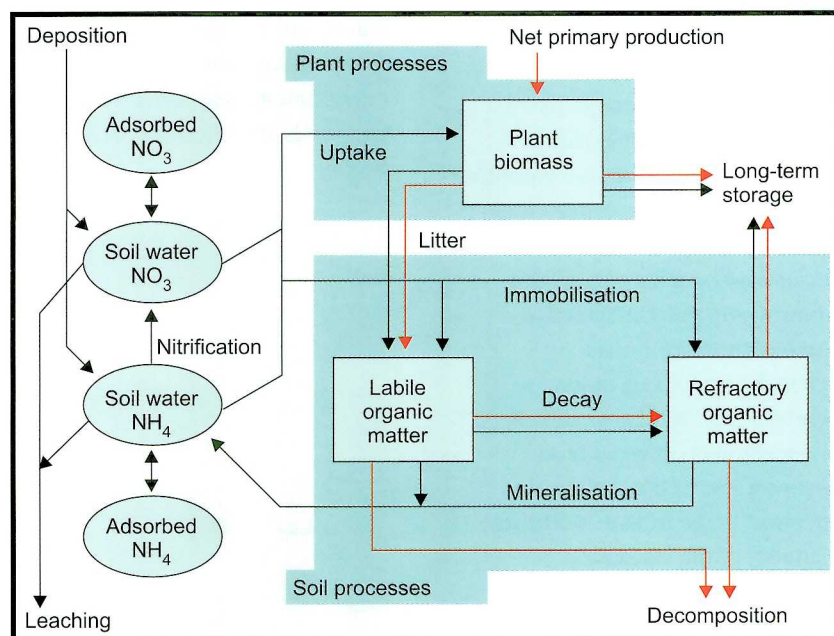 Deposition
Net primary production
Plant processes
Adsorbed
NO3
Plant
biomass
Uptake
Long-term
storage
Soil water
NO3
Litter
Immobilisation
Nitrification
Soil water
NH4
Labile
organic
matter
Decay
Refractory
organic
matter
Mineralisation
Adsorbed
NH4
Soil processes
Leaching
Decomposition